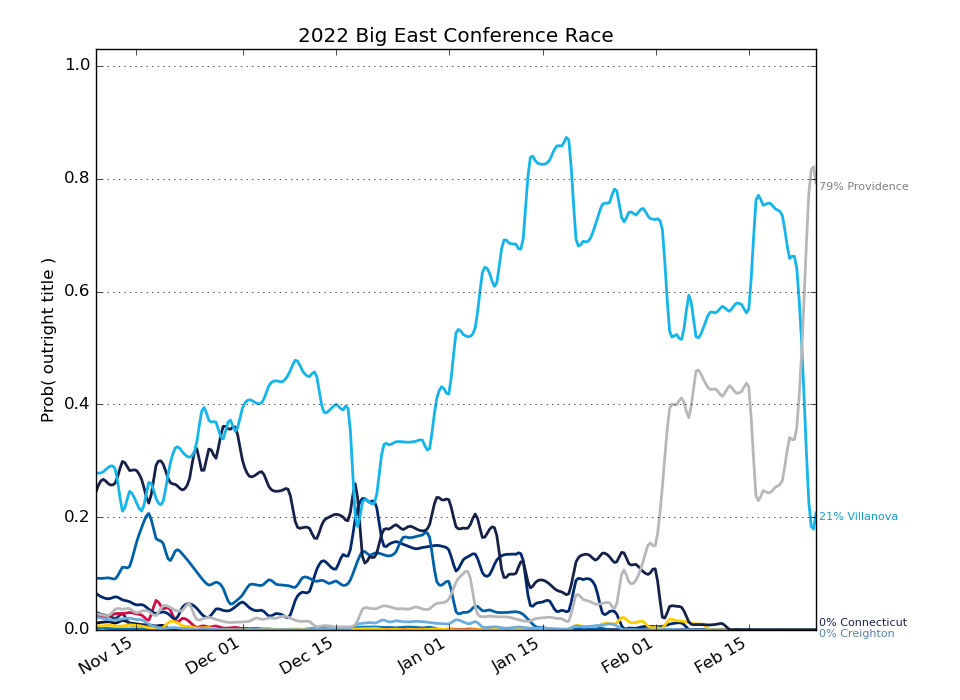 2022 Big East Conference Race
Prob( outright title )
1.0
0.8
0.6
0.4
0.2
0.0
79% Providence
21% Villanova
0% Connecticut
0% Creighton
Nov 15
Dec 01
Dec 15
Jan 01
Jan 15
Feb 01
Feb 15